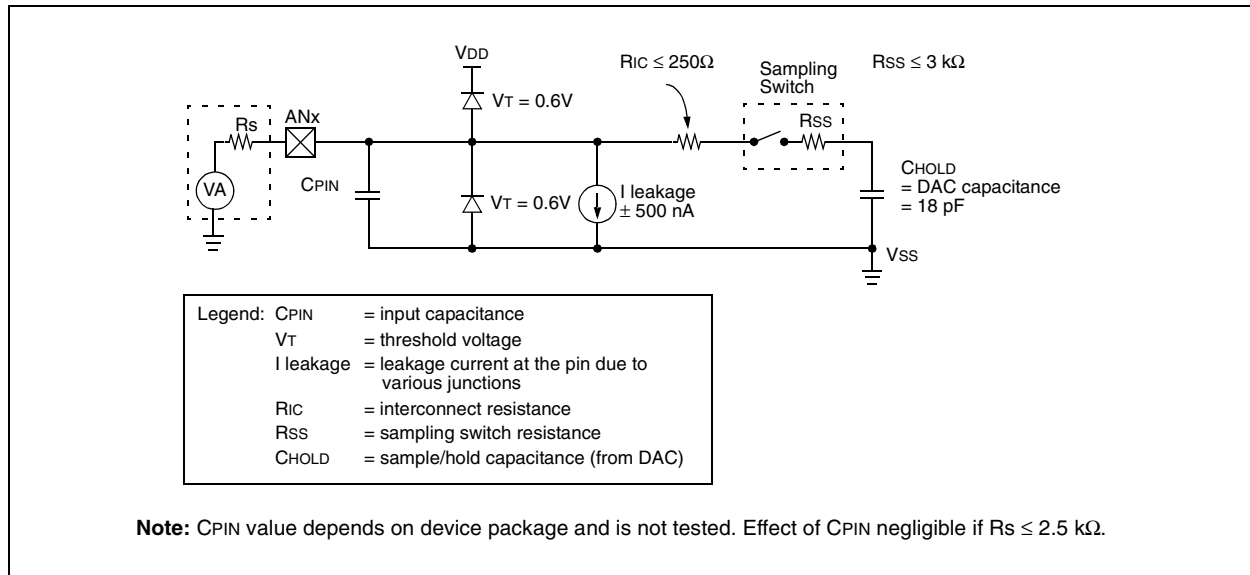 VDD
RIC ≤ 250Ω
Sampling
Switch
RSS ≤ 3 kΩ
VT = 0.6V
Rs
ANx
RSS
VA
CPIN
VT = 0.6V
I leakage
± 500 nA
CHOLD
= DAC capacitance
= 18 pF
VSS
Legend: CPIN = input capacitance
VT = threshold voltage
I leakage = leakage current at the pin due to
various junctions
RIC = interconnect resistance
RSS = sampling switch resistance
CHOLD = sample/hold capacitance (from DAC)
Note: CPIN value depends on device package and is not tested. Effect of CPIN negligible if Rs ≤ 2.5 kΩ.